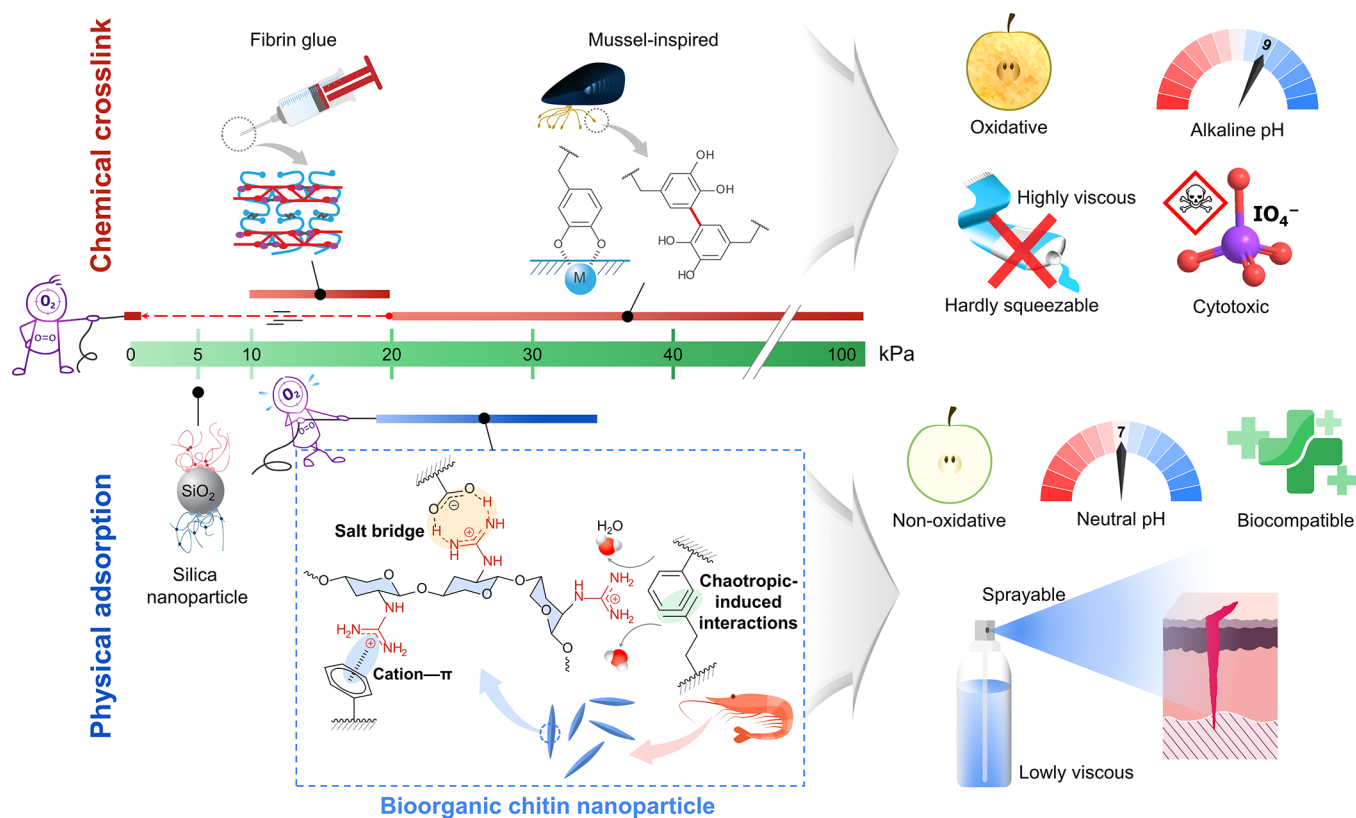 Chemical crosslink
Fibrin glue
Mussel-inspired
OH
OH
HO
HO
O
O
M
Oxidative
9
Alkaline pH
Highly viscous
Hardly squeezable
IO₄⁻
Cytotoxic
O₂
O=O
0
5
10
20
30
40
100
kPa
O₂
O=O
Physical adsorption
SiO₂
Silica
nanoparticle
Salt bridge
O
O
⊖
H
H
N
NH
⊕
H
NH
O
O
O
O
O
O
O
NH
H₂N
NH₂
⊕
Cation—π
H
N
NH₂
NH₂
⊕
H₂O
Chaotropic-
induced
interactions
Bioorganic chitin nanoparticle
Non-oxidative
7
Neutral pH
Biocompatible
Sprayable
Lowly viscous